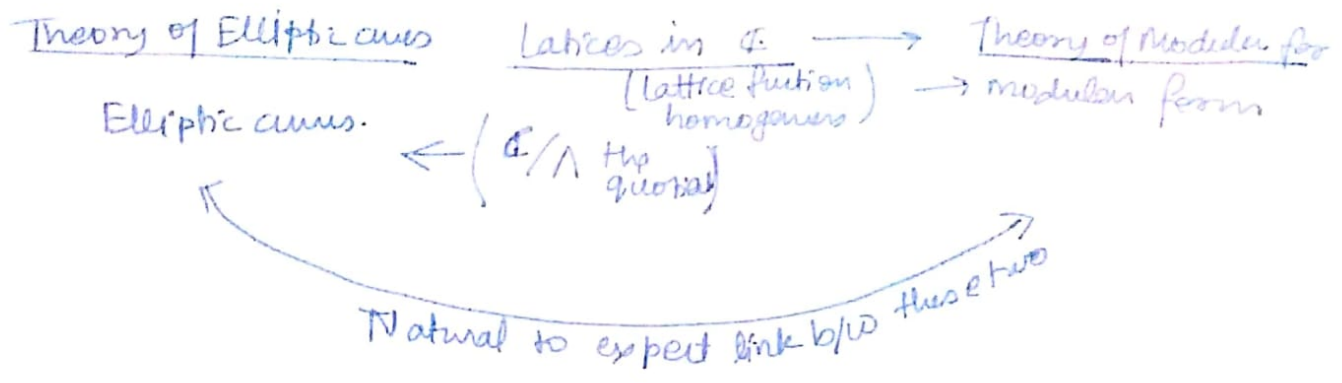 Theory of Elliptic curves Lattices in ℂ → Theory of Modular for
(lattice function homogeneous) → modular form
Elliptic curves.
← (ℂ/Λ the quotient)
Natural to expect link b/w these two